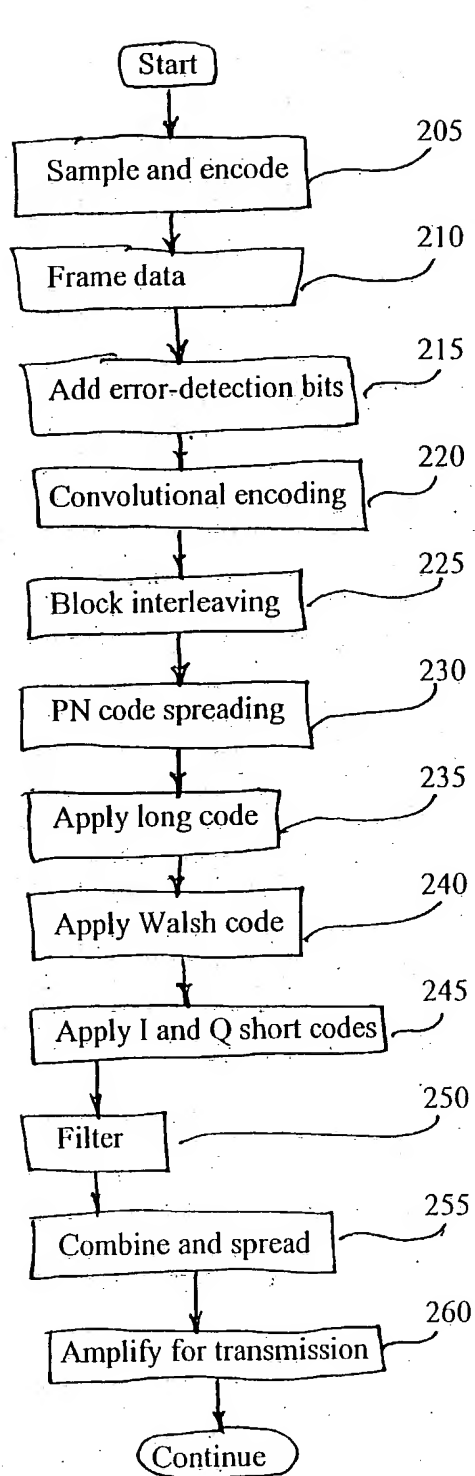 Start
205
Sample and encode
210
Frame data
215
Add error-detection bits
220
Convolutional encoding
225
Block interleaving
230
PN code spreading
235
Apply long code
240
Apply Walsh code
245
Apply I and Q short codes
250
Filter
255
Combine and spread
260
Amplify for transmission
Continue